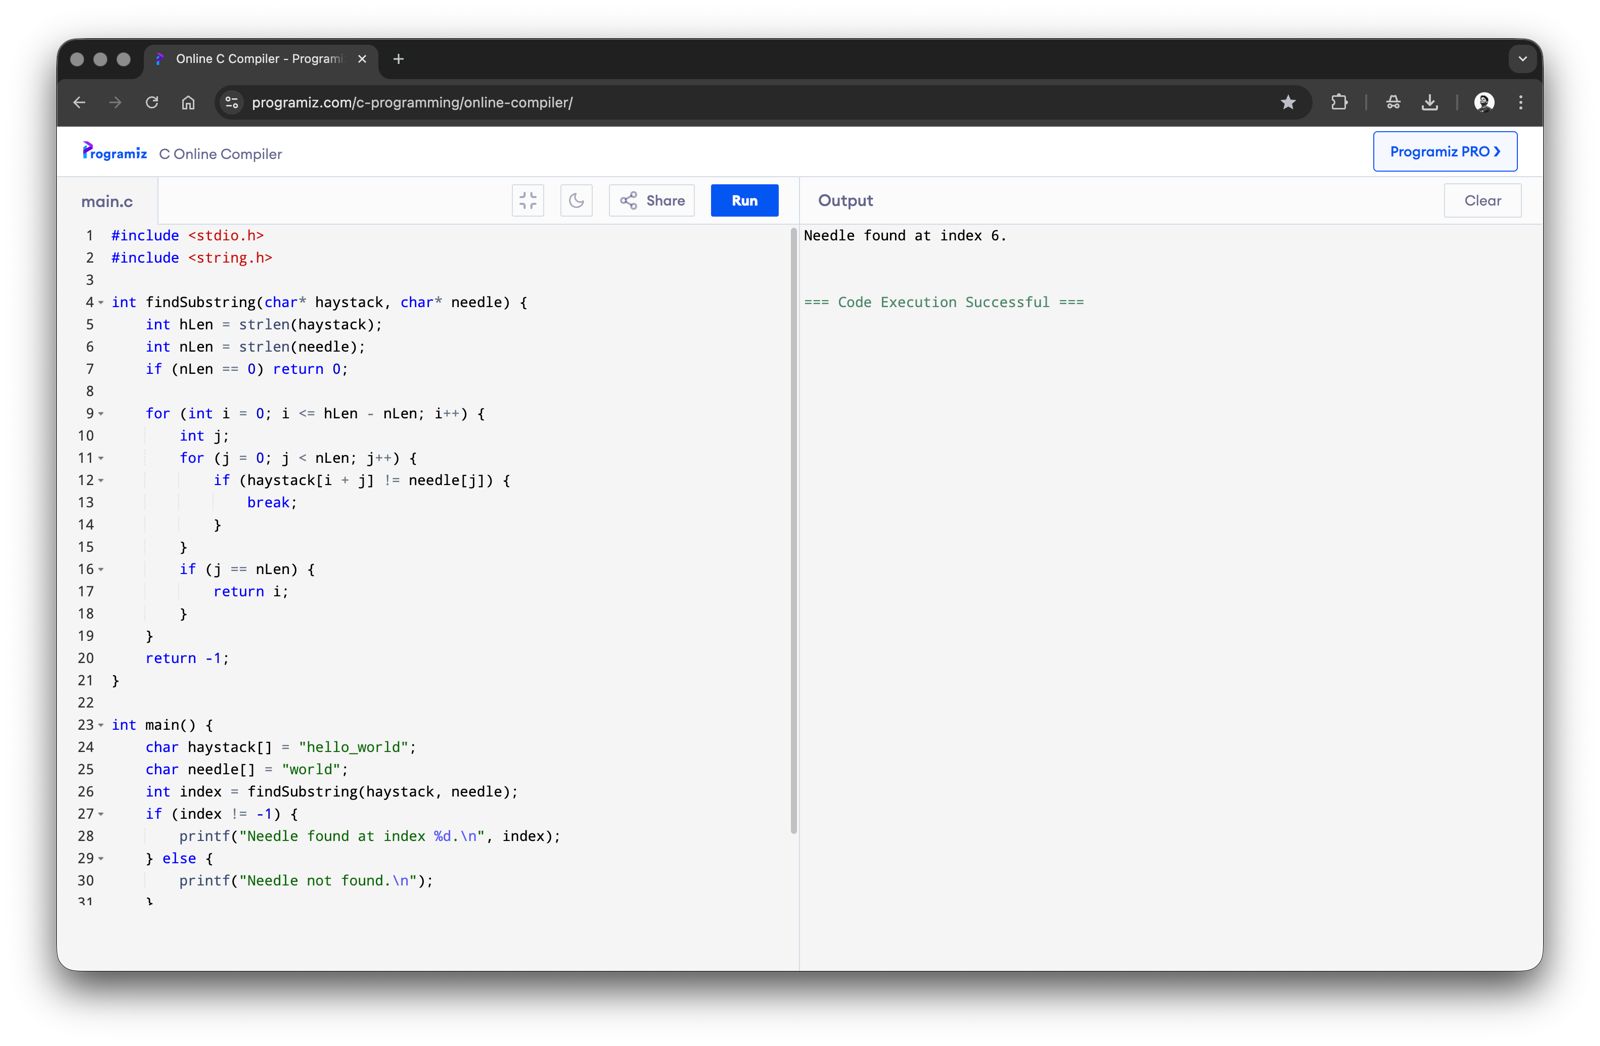 Online C Compiler - Programi
programiz.com/c-programming/online-compiler/
Programiz C Online Compiler
Programiz PRO ❯
main.c
Share
Run
Output
Clear
1 #include <stdio.h>
2 #include <string.h>
3
4 int findSubstring(char* haystack, char* needle) {
5     int hLen = strlen(haystack);
6     int nLen = strlen(needle);
7     if (nLen == 0) return 0;
8
9     for (int i = 0; i <= hLen - nLen; i++) {
10         int j;
11         for (j = 0; j < nLen; j++) {
12             if (haystack[i + j] != needle[j]) {
13                 break;
14             }
15         }
16         if (j == nLen) {
17             return i;
18         }
19     }
20     return -1;
21 }
22
23 int main() {
24     char haystack[] = "hello_world";
25     char needle[] = "world";
26     int index = findSubstring(haystack, needle);
27     if (index != -1) {
28         printf("Needle found at index %d.\n", index);
29     } else {
30         printf("Needle not found.\n");
31     }
Needle found at index 6.
=== Code Execution Successful ===